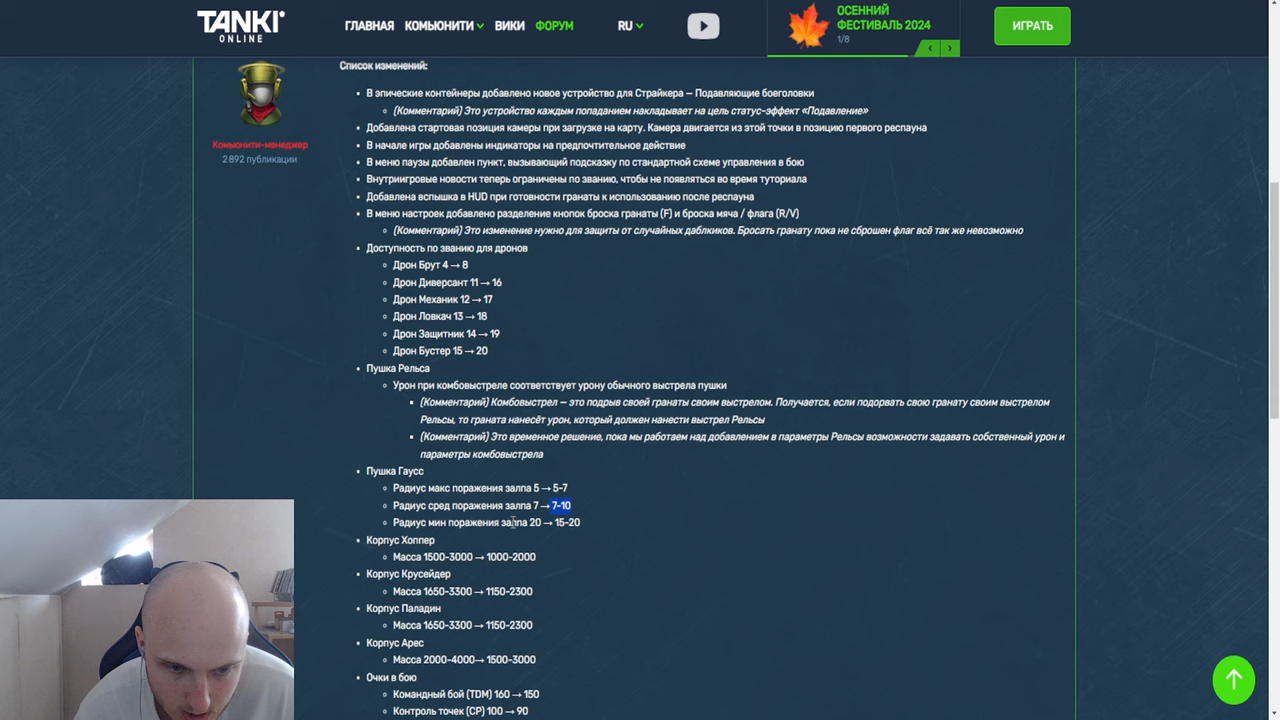 TANKI
ONLINE
ГЛАВНАЯ КОМЬЮНИТИ ВИКИ ФОРУМ RU
ОСЕННИЙ
ФЕСТИВАЛЬ 2024
1/8
ИГРАТЬ
Комьюнити-менеджер
2 892 публикации
Список изменений:
В эпические контейнеры добавлено новое устройство для Страйкера — Подавляющие боеголовки
(Комментарий) Это устройство каждым попаданием накладывает на цель статус-эффект «Подавление»
Добавлена стартовая позиция камеры при загрузке на карту. Камера двигается из этой точки в позицию первого респауна
В начале игры добавлены индикаторы на предпочтительное действие
В меню паузы добавлен пункт, вызывающий подсказку по стандартной схеме управления в бою
Внутриигровые новости теперь ограничены по званию, чтобы не появляться во время туториала
Добавлена вспышка в HUD при готовности гранаты к использованию после респауна
В меню настроек добавлено разделение кнопок броска гранаты (F) и броска мяча / флага (R/V)
(Комментарий) Это изменение нужно для защиты от случайных даблкиков. Бросать гранату пока не сброшен флаг всё так же невозможно
Доступность по званию для дронов
Дрон Брут 4 → 8
Дрон Диверсант 11 → 16
Дрон Механик 12 → 17
Дрон Ловкач 13 → 18
Дрон Защитник 14 → 19
Дрон Бустер 15 → 20
Пушка Рельса
Урон при комбовыстреле соответствует урону обычного выстрела пушки
(Комментарий) Комбовыстрел — это подрыв своей гранаты своим выстрелом. Получается, если подорвать свою гранату своим выстрелом
Рельсы, то граната нанесёт урон, который должен нанести выстрел Рельсы
(Комментарий) Это временное решение, пока мы работаем над добавлением в параметры Рельсы возможности задавать собственный урон и
параметры комбовыстрела
Пушка Гаусс
Радиус макс поражения залпа 5 → 5-7
Радиус сред поражения залпа 7 → 7-10
Радиус мин поражения залпа 20 → 15-20
Корпус Хоппер
Масса 1500-3000 → 1000-2000
Корпус Крусейдер
Масса 1650-3300 → 1150-2300
Корпус Паладин
Масса 1650-3300 → 1150-2300
Корпус Арес
Масса 2000-4000→ 1500-3000
Очки в бою
Командный бой (TDM) 160 → 150
Контроль точек (CP) 100 → 90